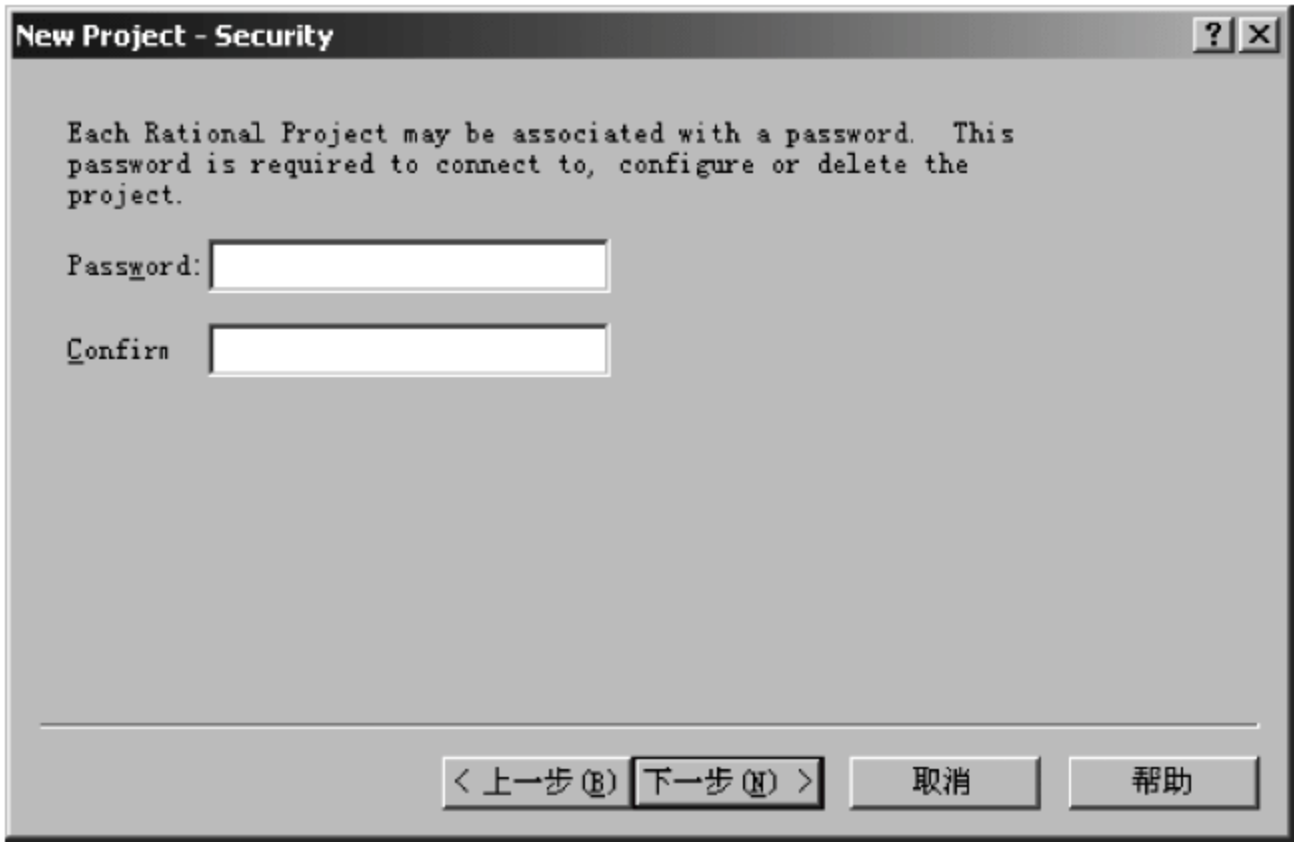 New Project - Security
Each Rational Project may be associated with a password. This
password is required to connect to, configure or delete the
project.
Password:
Confirm
< 上一步(B) 下一步(N) > 取消 帮助